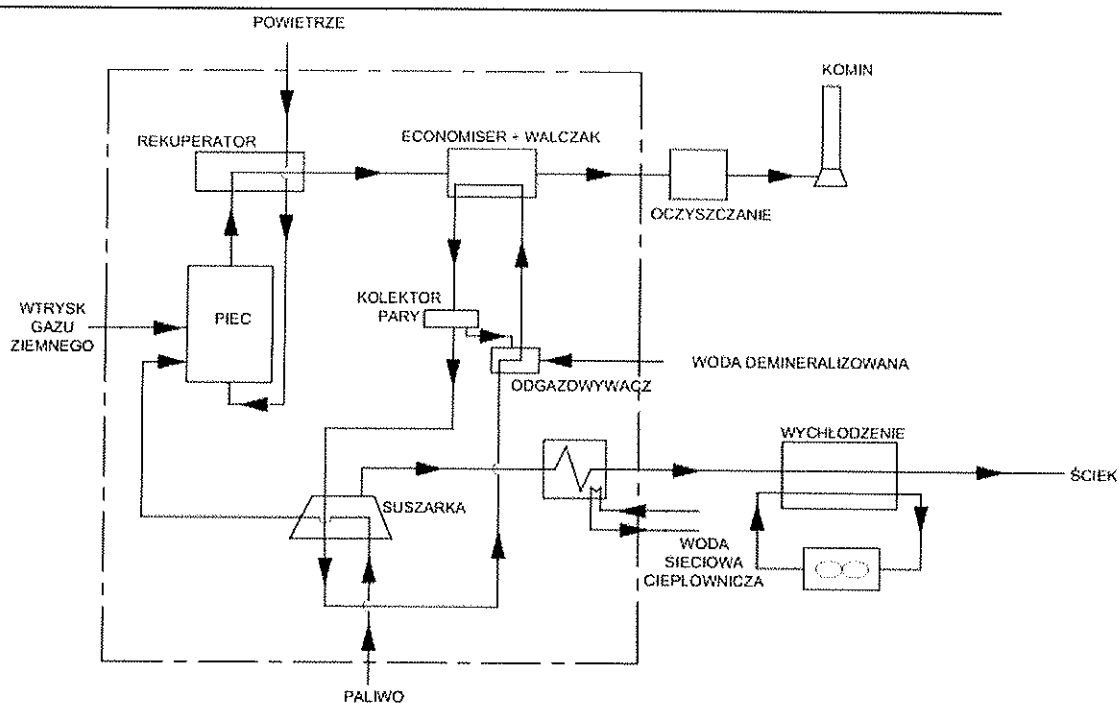 POWIETRZE
KOMIN
REKUPERATOR
ECONOMISER + WALCZAK
OCZYSZCZANIE
WTRYSK
GAZU
ZIEMNEGO
PIEC
KOLEKTOR
PARY
WODA DEMINERALIZOWANA
ODGAZOWYWACZ
WYCHŁODZENIE
ŚCIEK
SUSZARKA
WODA
SIECIOWA
CIEPŁOWNICZA
PALIWO